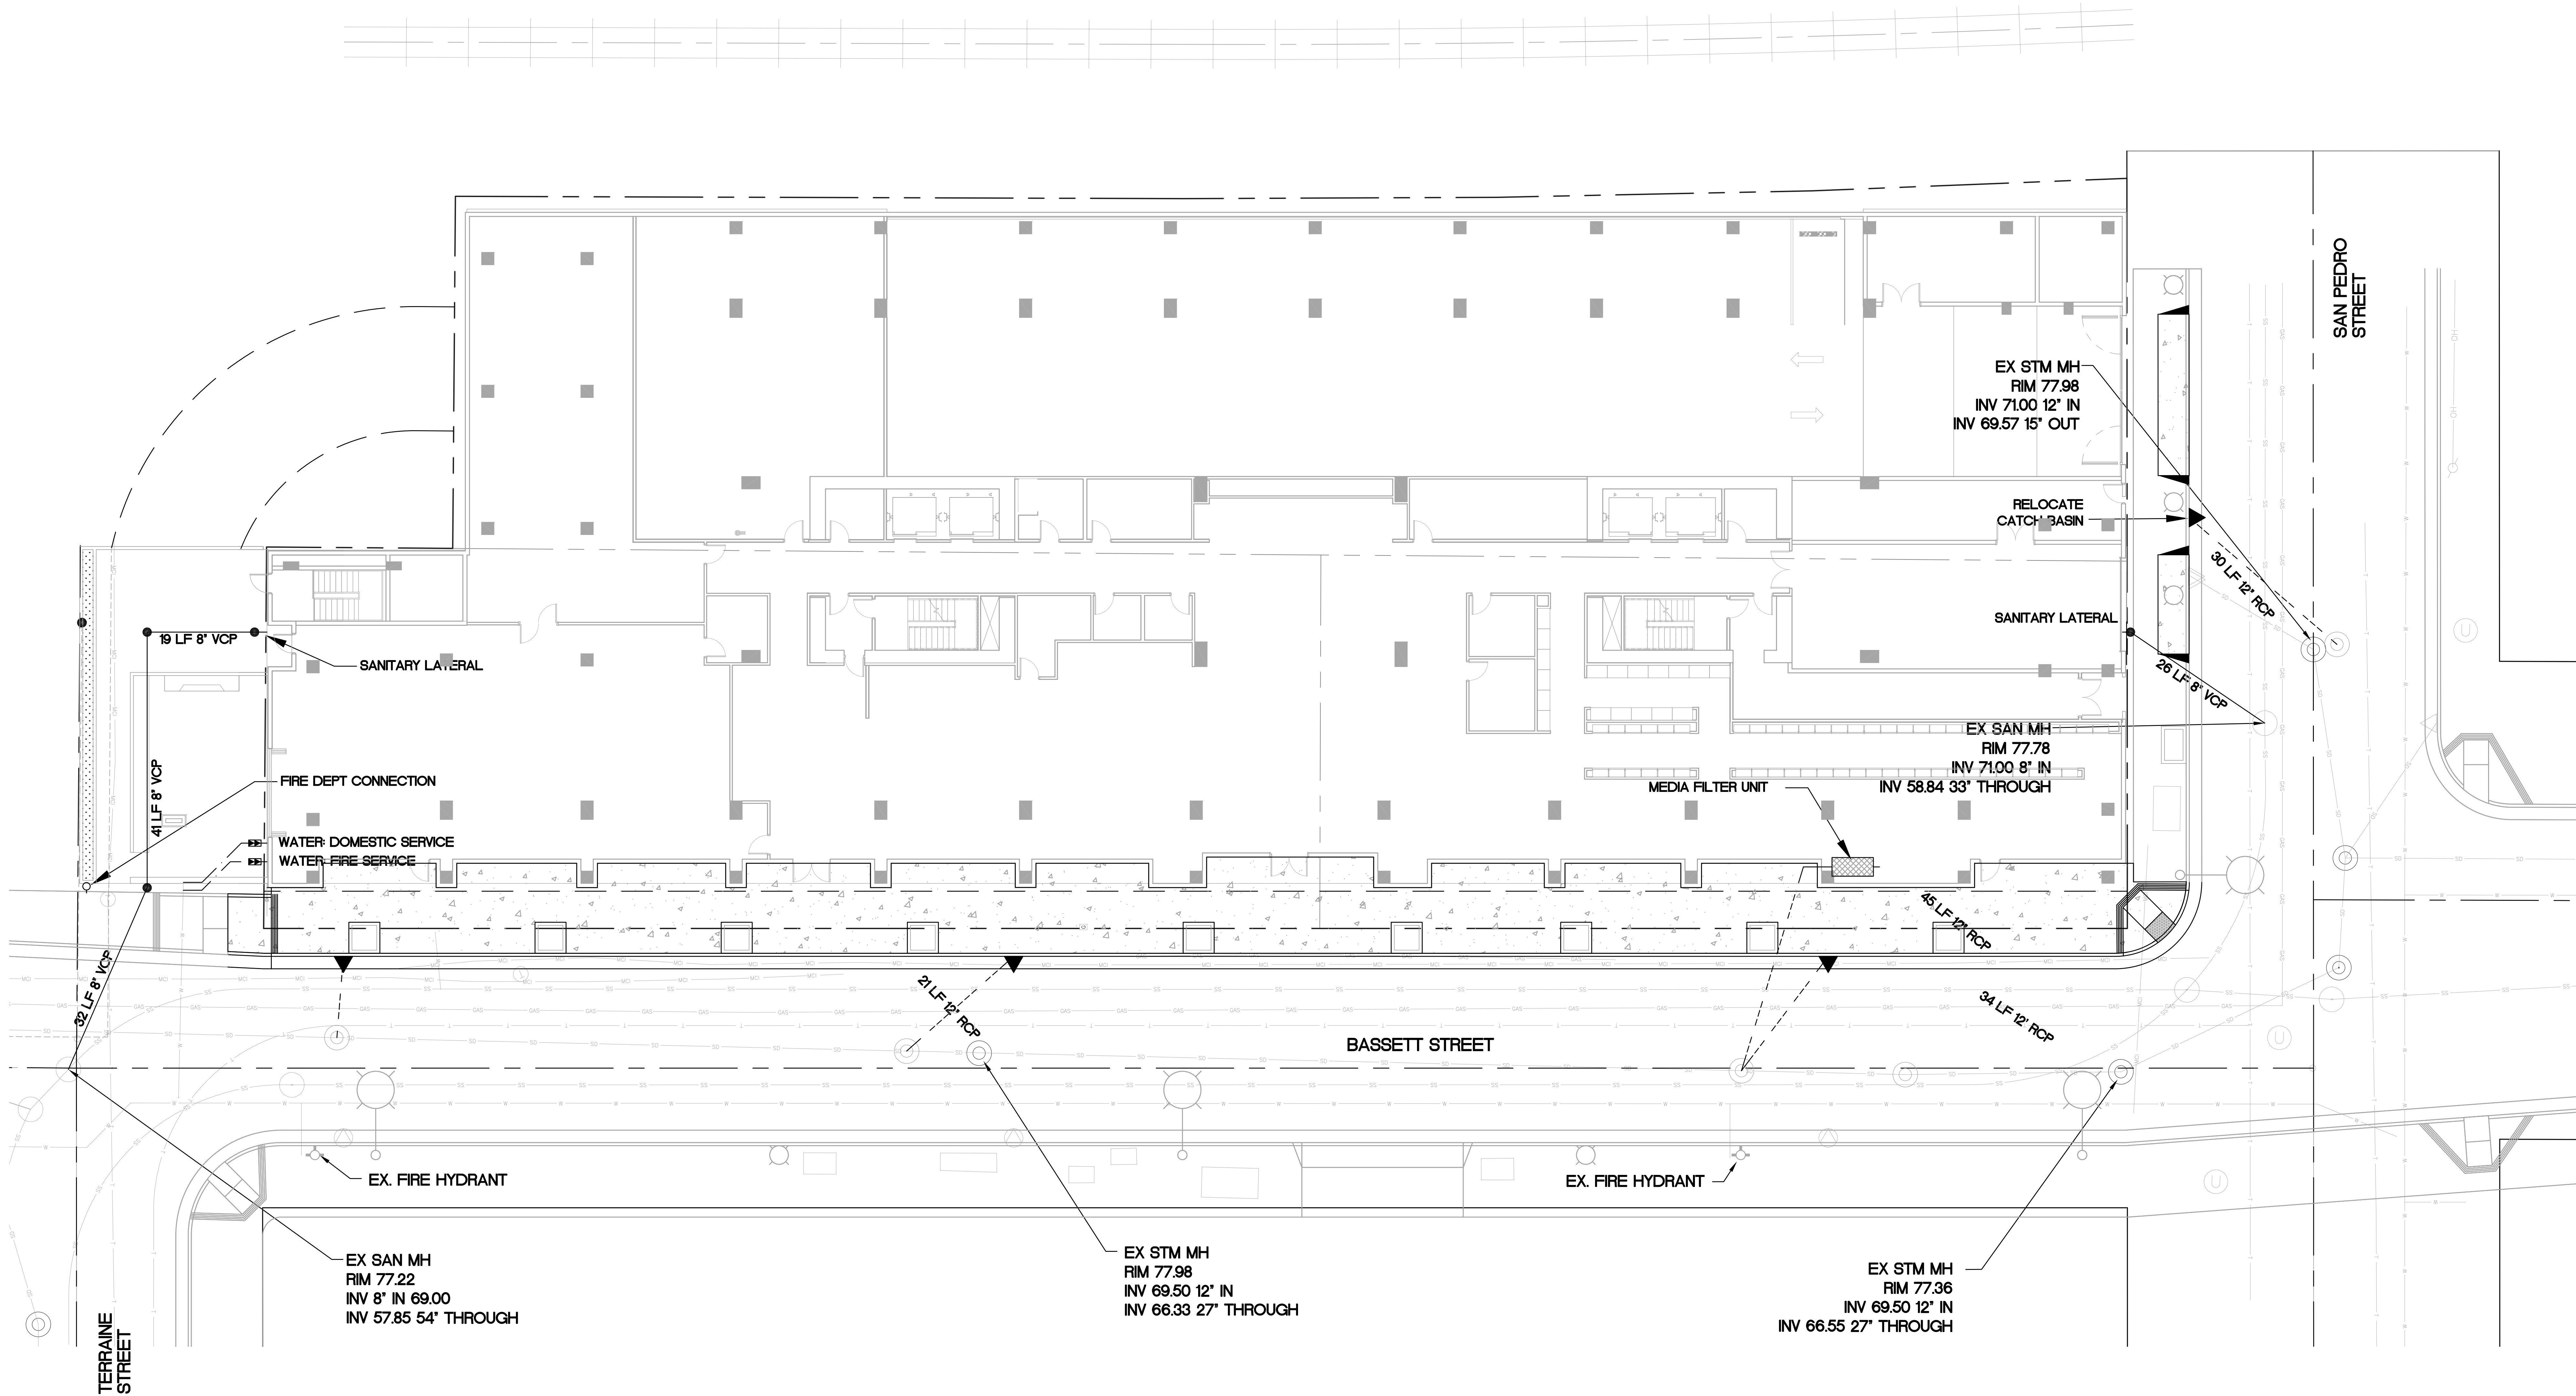 SAN PEDRO
STREET
EX STM MH
RIM 77.98
INV 71.00 12" IN
INV 69.57 15" OUT
RELOCATE
CATCH BASIN
30 LF 12" RCP
SANITARY LATERAL
26 LF 8" VCP
19 LF 8" VCP
SANITARY LATERAL
EX SAN MH
RIM 77.78
INV 71.00 8" IN
INV 58.84 33" THROUGH
FIRE DEPT CONNECTION
MEDIA FILTER UNIT
41 LF 8" VCP
WATER: DOMESTIC SERVICE
WATER: FIRE SERVICE
45 LF 12" RCP
32 LF 8" VCP
21 LF 12" RCP
34 LF 12' RCP
BASSETT STREET
EX. FIRE HYDRANT
EX. FIRE HYDRANT
EX SAN MH
RIM 77.22
INV 8" IN 69.00
INV 57.85 54" THROUGH
EX STM MH
RIM 77.98
INV 69.50 12" IN
INV 66.33 27" THROUGH
EX STM MH
RIM 77.36
INV 69.50 12" IN
INV 66.55 27" THROUGH
TERRAINE
STREET